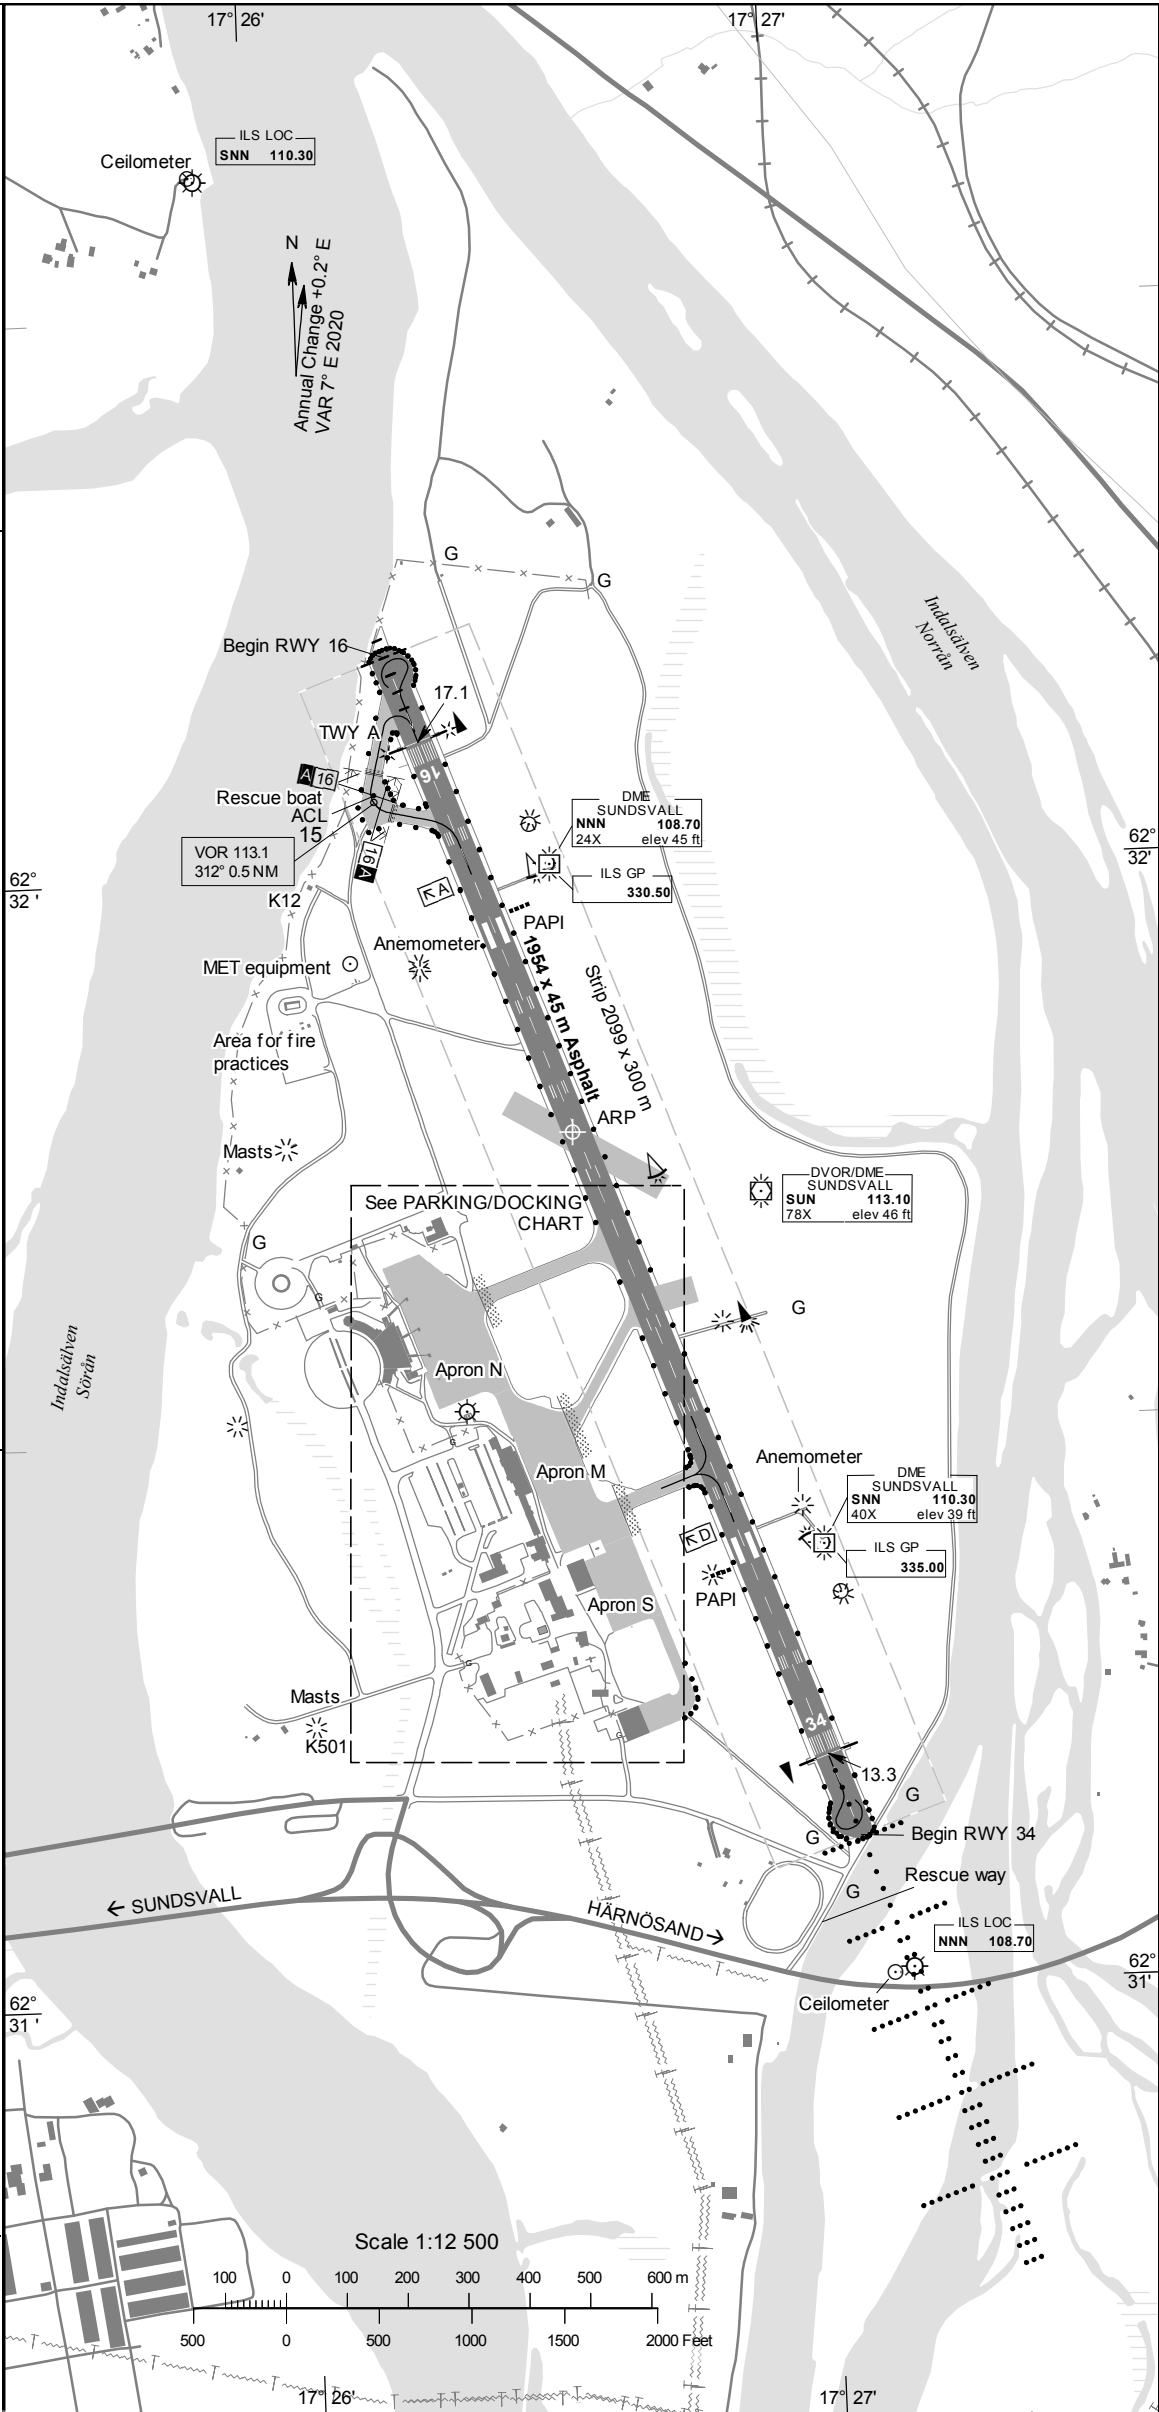 17° 26'
17° 27'
ILS LOC
SNN 110.30
Ceilometer
N
Annual Change +0.2° E
VAR 7° E 2020
G
G
Indalsälven
Norrån
Begin RWY 16
17.1
TWY A
16
A 16
Rescue boat
ACL
15
DME
SUNDSVALL
NNN 108.70
24X elev 45 ft
VOR 113.1
312° 0.5 NM
16 A
62°
32'
ILS GP
330.50
62°
32 '
K12
↖A
PAPI
Anemometer
MET equipment
1954 x 45 m Asphalt
Strip 2099 x 300 m
Area for fire
practices
ARP
Masts
DVOR/DME
SUNDSVALL
SUN 113.10
78X elev 46 ft
See PARKING/DOCKING
CHART
G
G
G
Indalsälven
Sörån
Apron N
G
Apron M
Anemometer
DME
SUNDSVALL
SNN 110.30
40X elev 39 ft
↖D
ILS GP
335.00
PAPI
Apron S
G
Masts
K501
34
G
13.3
G
G
Begin RWY 34
Rescue way
G
← SUNDSVALL
HÄRNÖSAND →
ILS LOC
NNN 108.70
62°
31'
Ceilometer
62°
31 '
Scale 1:12 500
100 0 100 200 300 400 500 600 m
500 0 500 1000 1500 2000 Feet
17° 26'
17° 27'